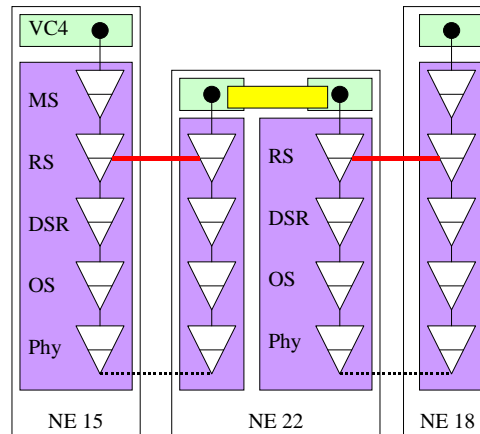 VC4
MS
RS
DSR
OS
Phy
RS
DSR
OS
Phy
NE 15
NE 22
NE 18